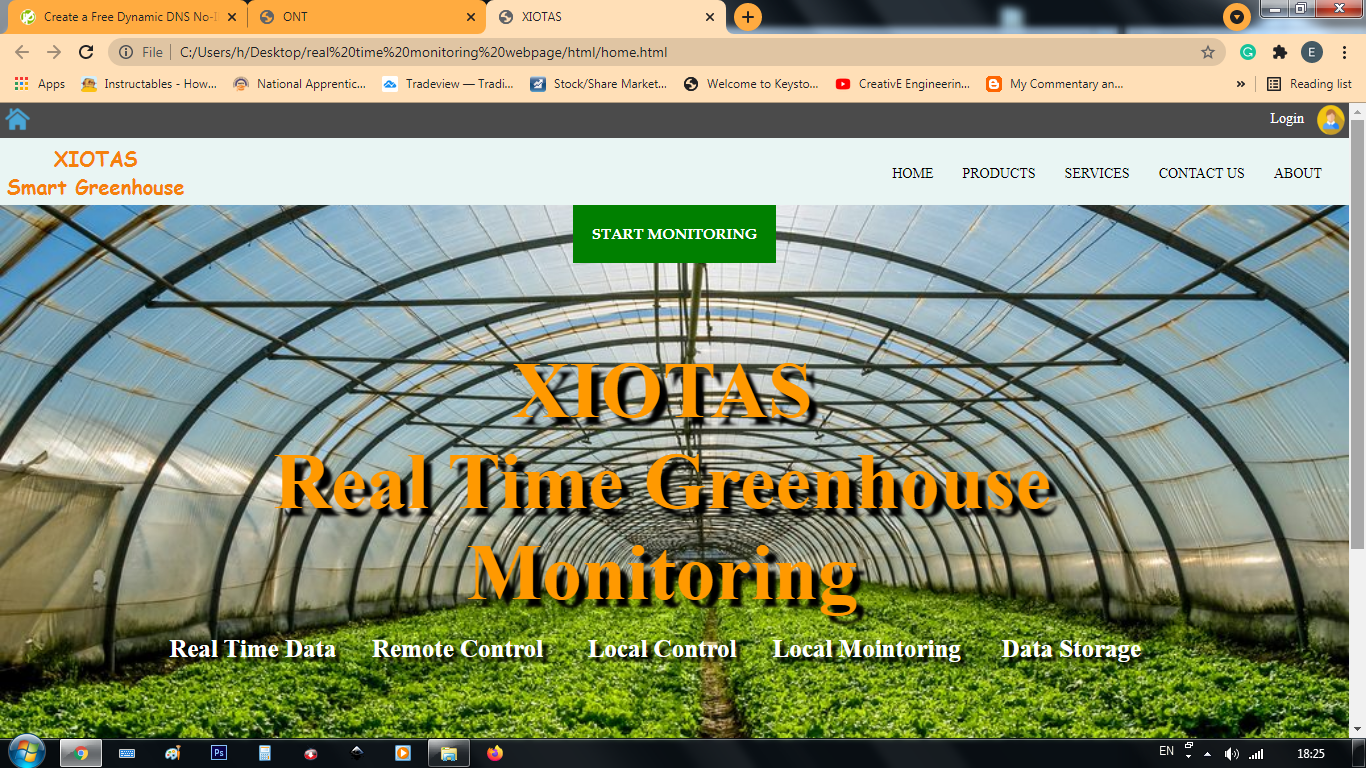 Create a Free Dynamic DNS No-I
ONT
XIOTAS
File
C:/Users/h/Desktop/real%20time%20monitoring%20webpage/html/home.html
G
E
Apps
Instructables - How...
National Apprentic...
Tradeview — Tradi...
Stock/Share Market...
Welcome to Keysto...
CreativE Engineerin...
My Commentary an...
»
Reading list
Login
XIOTAS
Smart Greenhouse
HOME
PRODUCTS
SERVICES
CONTACT US
ABOUT
START MONITORING
XIOTAS
Real Time Greenhouse
Monitoring
Real Time Data
Remote Control
Local Control
Local Mointoring
Data Storage
Ps
EN
18:25